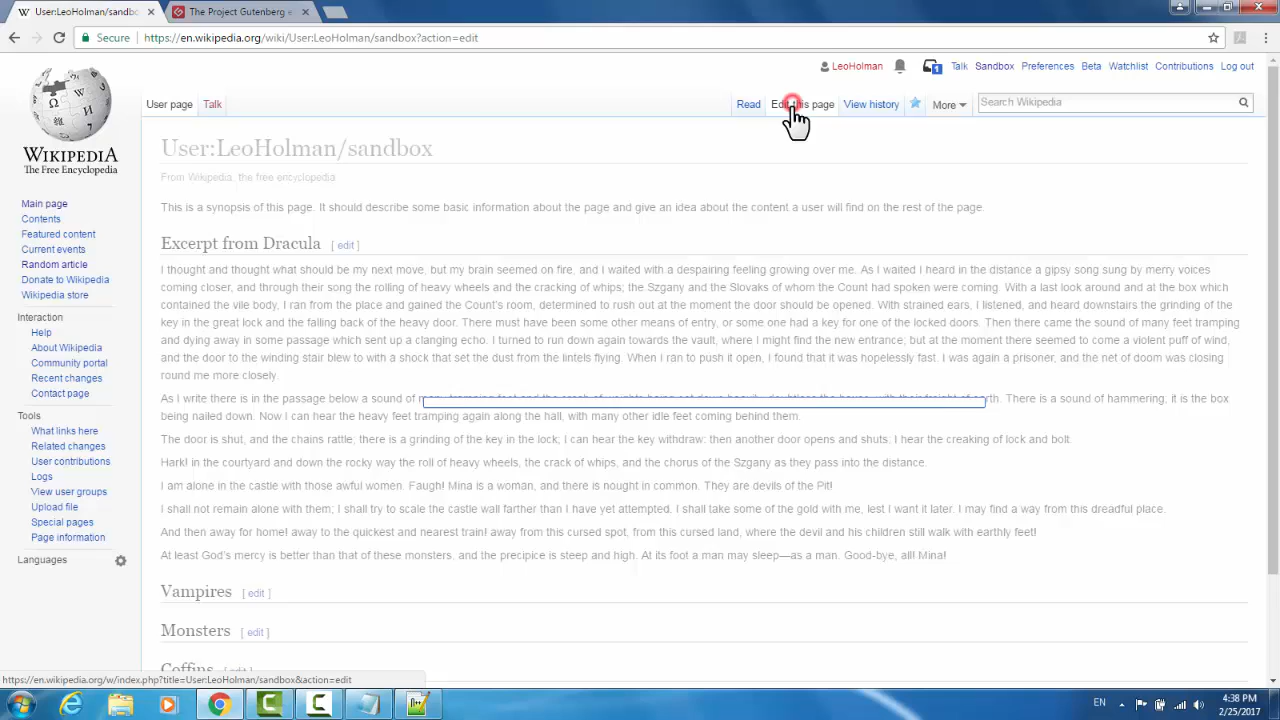 User:LeoHolman/sandbo
The Project Gutenberg e
Secure
https://en.wikipedia.org/wiki/User:LeoHolman/sandbox?action=edit
LeoHolman
Talk
Sandbox
Preferences
Beta
Watchlist
Contributions
Log out
User page
Talk
Read
Edit this page
View history
More
Search Wikipedia
WIKIPEDIA
The Free Encyclopedia
Main page
Contents
Featured content
Current events
Random article
Donate to Wikipedia
Wikipedia store
Interaction
Help
About Wikipedia
Community portal
Recent changes
Contact page
Tools
What links here
Related changes
User contributions
Logs
View user groups
Upload file
Special pages
Page information
Languages
User:LeoHolman/sandbox
From Wikipedia, the free encyclopedia
This is a synopsis of this page. It should describe some basic information about the page and give an idea about the content a user will find on the rest of the page.
Excerpt from Dracula [ edit ]
I thought and thought what should be my next move, but my brain seemed on fire, and I waited with a despairing feeling growing over me. As I waited I heard in the distance a gipsy song sung by merry voices
coming closer, and through their song the rolling of heavy wheels and the cracking of whips; the Szgany and the Slovaks of whom the Count had spoken were coming. With a last look around and at the box which
contained the vile body, I ran from the place and gained the Count's room, determined to rush out at the moment the door should be opened. With strained ears, I listened, and heard downstairs the grinding of the
key in the great lock and the falling back of the heavy door. There must have been some other means of entry, or some one had a key for one of the locked doors. Then there came the sound of many feet tramping
and dying away in some passage which sent up a clanging echo. I turned to run down again towards the vault, where I might find the new entrance; but at the moment there seemed to come a violent puff of wind,
and the door to the winding stair blew to with a shock that set the dust from the lintels flying. When I ran to push it open, I found that it was hopelessly fast. I was again a prisoner, and the net of doom was closing
round me more closely.
As I write there is in the passage below a sound of many tramping feet and the crash of weights being set down heavily, doubtless the boxes, with their freight of earth. There is a sound of hammering; it is the box
being nailed down. Now I can hear the heavy feet tramping again along the hall, with many other idle feet coming behind them.
The door is shut, and the chains rattle; there is a grinding of the key in the lock; I can hear the key withdraw: then another door opens and shuts; I hear the creaking of lock and bolt.
Hark! in the courtyard and down the rocky way the roll of heavy wheels, the crack of whips, and the chorus of the Szgany as they pass into the distance.
I am alone in the castle with those awful women. Faugh! Mina is a woman, and there is nought in common. They are devils of the Pit!
I shall not remain alone with them; I shall try to scale the castle wall farther than I have yet attempted. I shall take some of the gold with me, lest I want it later. I may find a way from this dreadful place.
And then away for home! away to the quickest and nearest train! away from this cursed spot, from this cursed land, where the devil and his children still walk with earthly feet!
At least God's mercy is better than that of these monsters, and the precipice is steep and high. At its foot a man may sleep—as a man. Good-bye, all! Mina!
Vampires [ edit ]
Monsters [ edit ]
Coffins [ edit ]
https://en.wikipedia.org/w/index.php?title=User:LeoHolman/sandbox&action=edit
EN
4:38 PM
2/25/2017